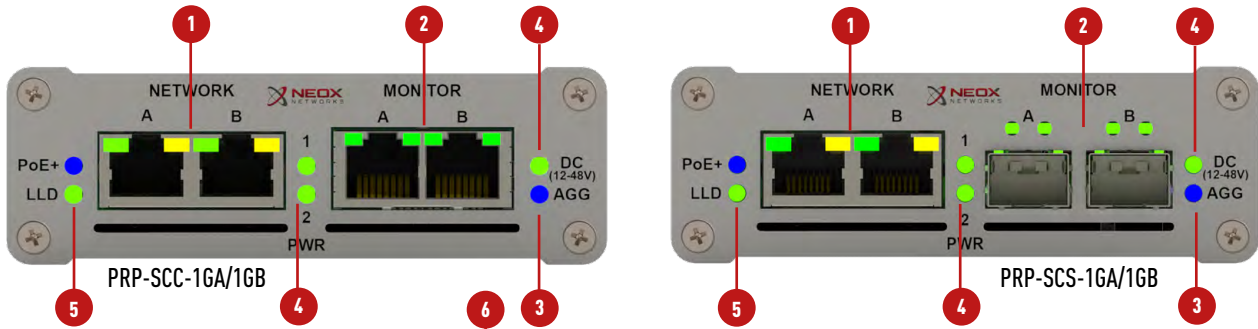 1
2
4
1
2
4
NETWORK
NEOX
NETWORKS
MONITOR
A
B
A
B
1
PoE+
LLD
DC
(12-48V)
AGG
2
PWR
PRP-SCC-1GA/1GB
5
4
6
3
NETWORK
NEOX
NETWORKS
MONITOR
A
B
A
B
1
PoE+
LLD
DC
(12-48V)
AGG
2
PWR
PRP-SCS-1GA/1GB
5
4
3